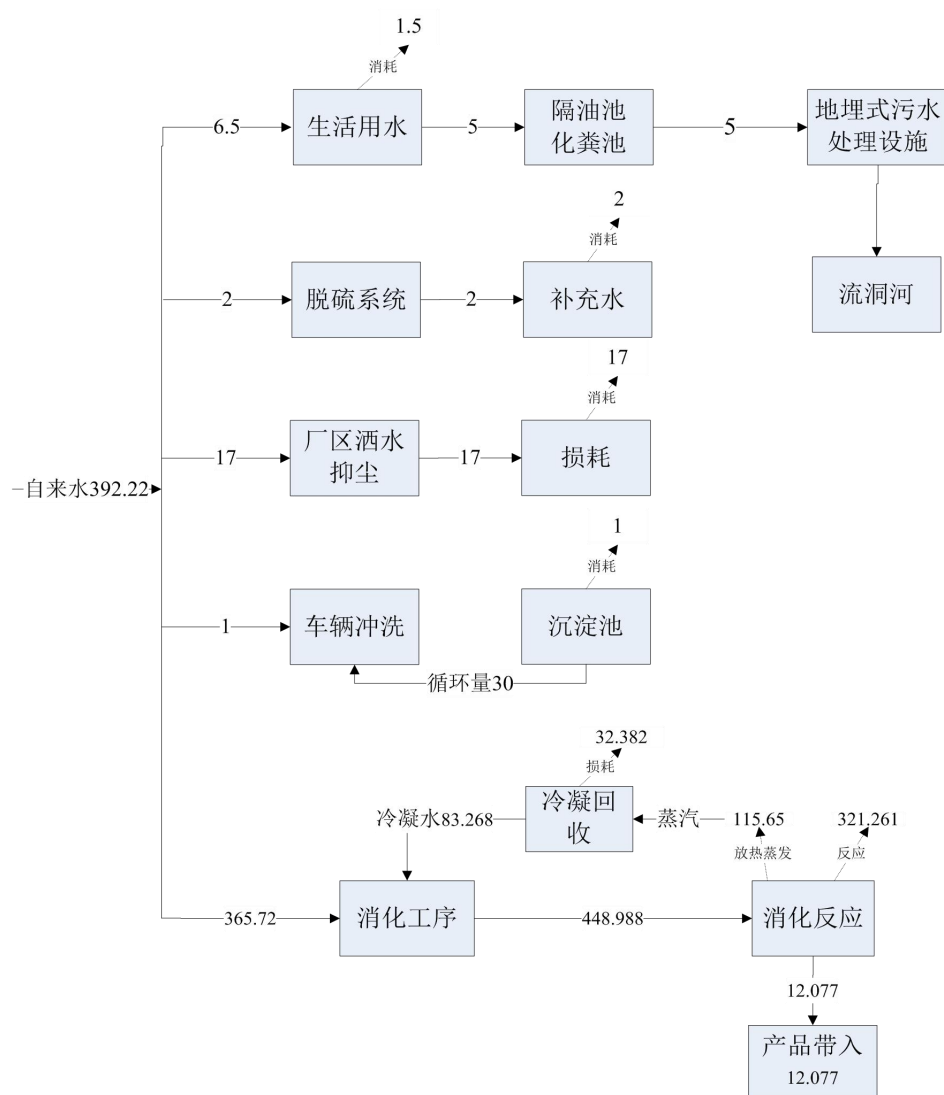 1.5
消耗
6.5
生活用水
5
隔油池
化粪池
5
地埋式污水
处理设施
流洞河
2
消耗
2
脱硫系统
2
补充水
17
消耗
17
厂区洒水
抑尘
17
损耗
自来水392.22
1
消耗
1
车辆冲洗
沉淀池
循环量30
32.382
损耗
冷凝水83.268
冷凝回
收
蒸汽
115.65
321.261
放热蒸发
反应
365.72
消化工序
448.988
消化反应
12.077
产品带入
12.077